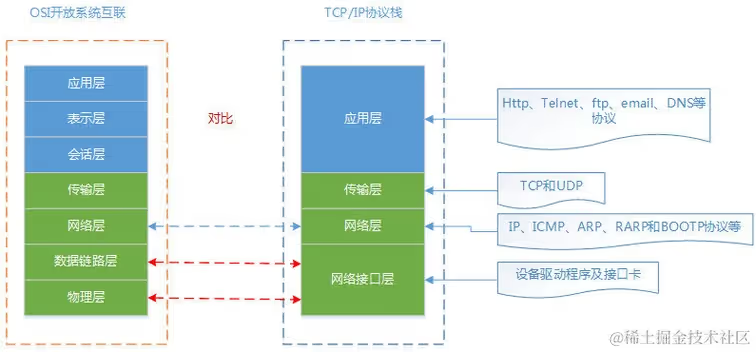 OSI开放系统互联
TCP/IP协议栈
应用层
表示层
会话层
传输层
网络层
数据链路层
物理层
对比
应用层
传输层
网络层
网络接口层
Http、Telnet、ftp、email、DNS等
协议
TCP和UDP
IP、ICMP、ARP、RARP和BOOTP协议等
设备驱动程序及接口卡
@稀土掘金技术社区